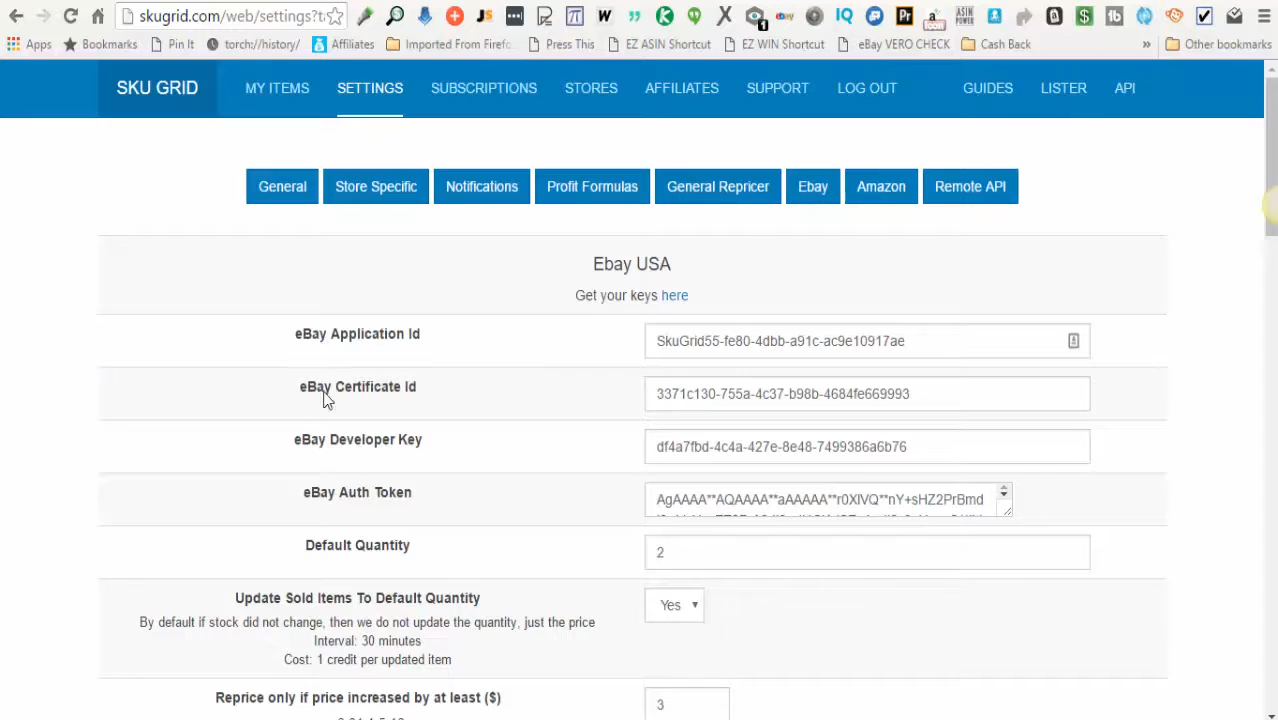 skugrid.com/web/settings?t
Apps Bookmarks Pin It torch://history/ Affiliates Imported From Firefo Press This EZ ASIN Shortcut EZ WIN Shortcut eBay VERO CHECK Cash Back » Other bookmarks
SKU GRID MY ITEMS SETTINGS SUBSCRIPTIONS STORES AFFILIATES SUPPORT LOG OUT GUIDES LISTER API
General Store Specific Notifications Profit Formulas General Repricer Ebay Amazon Remote API
Ebay USA
Get your keys here
eBay Application Id SkuGrid55-fe80-4dbb-a91c-ac9e10917ae
eBay Certificate Id 3371c130-755a-4c37-b98b-4684fe669993
eBay Developer Key df4a7fbd-4c4a-427e-8e48-7499386a6b76
eBay Auth Token AgAAAA**AQAAAA**aAAAAA**r0XlVQ**nY+sHZ2PrBmd
Default Quantity 2
Update Sold Items To Default Quantity Yes
By default if stock did not change, then we do not update the quantity, just the price
Interval: 30 minutes
Cost: 1 credit per updated item
Reprice only if price increased by at least ($) 3